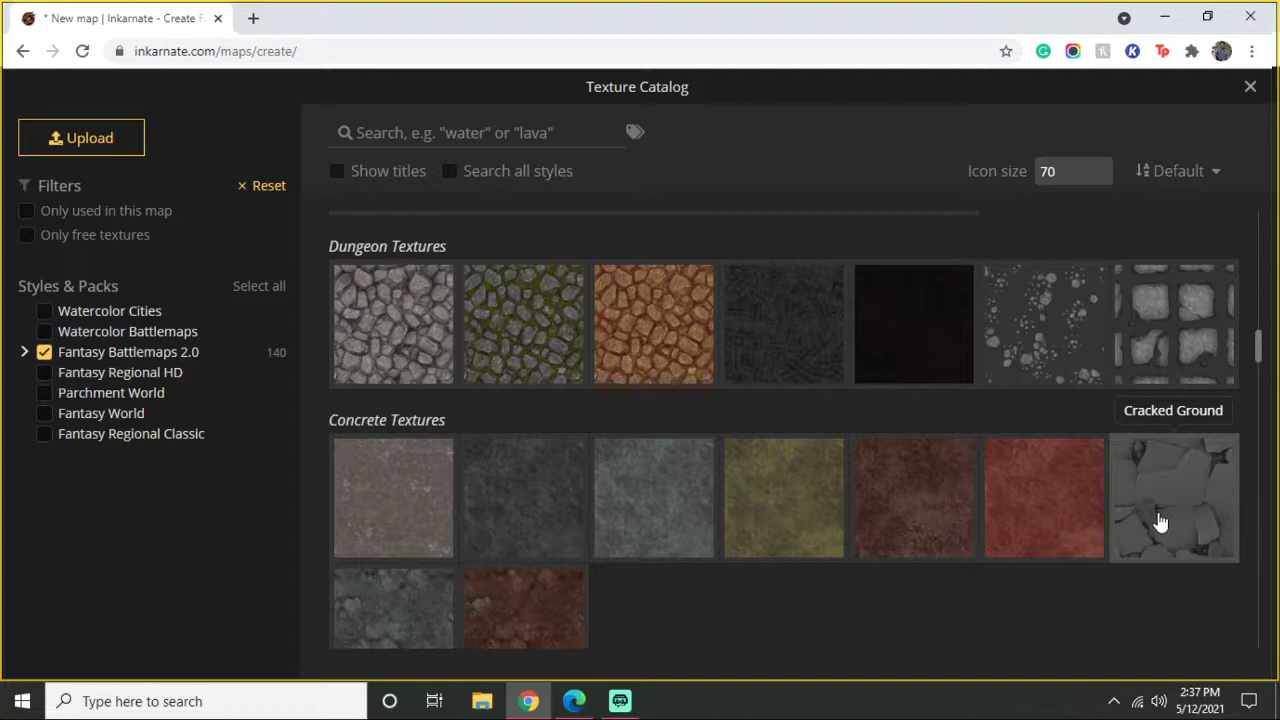 * New map | Inkarnate - Create F
inkarnate.com/maps/create/
Texture Catalog
Upload
Search, e.g. "water" or "lava"
Show titles
Search all styles
Icon size
70
Default
Filters
Reset
Only used in this map
Only free textures
Styles & Packs
Select all
Watercolor Cities
Watercolor Battlemaps
Fantasy Battlemaps 2.0
140
Fantasy Regional HD
Parchment World
Fantasy World
Fantasy Regional Classic
Dungeon Textures
Cracked Ground
Concrete Textures
Type here to search
2:37 PM
5/12/2021